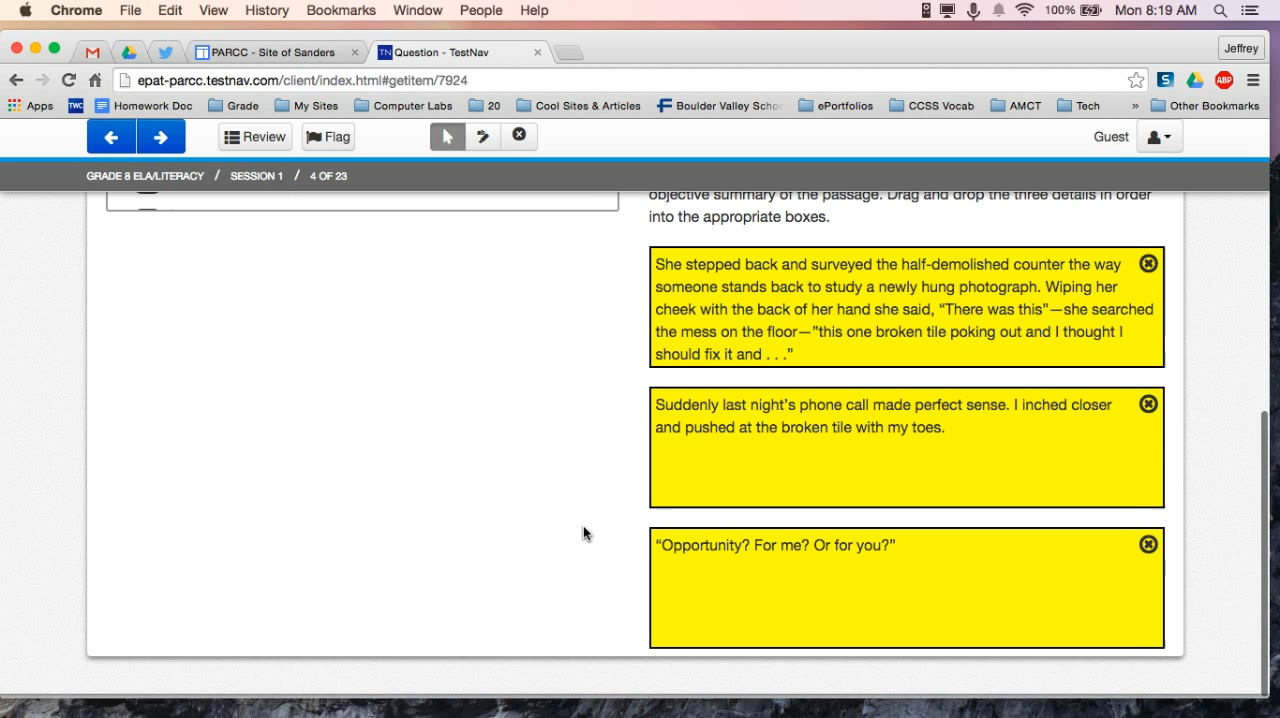 Chrome File Edit View History Bookmarks Window People Help 100% Mon 8:19 AM
PARCC - Site of Sanders × TN Question - TestNav × Jeffrey
epat-parcc.testnav.com/client/index.html#getitem/7924 S ABP
Apps TWC Homework Doc Grade My Sites Computer Labs 20 Cool Sites & Articles Boulder Valley Schoo ePortfolios CCSS Vocab AMCT Tech » Other Bookmarks
Review Flag Guest
GRADE 8 ELA/LITERACY / SESSION 1 / 4 OF 23
objective summary of the passage. Drag and drop the three details in order
into the appropriate boxes.
She stepped back and surveyed the half-demolished counter the way
someone stands back to study a newly hung photograph. Wiping her
cheek with the back of her hand she said, “There was this”—she searched
the mess on the floor—”this one broken tile poking out and I thought I
should fix it and . . .”
Suddenly last night’s phone call made perfect sense. I inched closer
and pushed at the broken tile with my toes.
“Opportunity? For me? Or for you?”